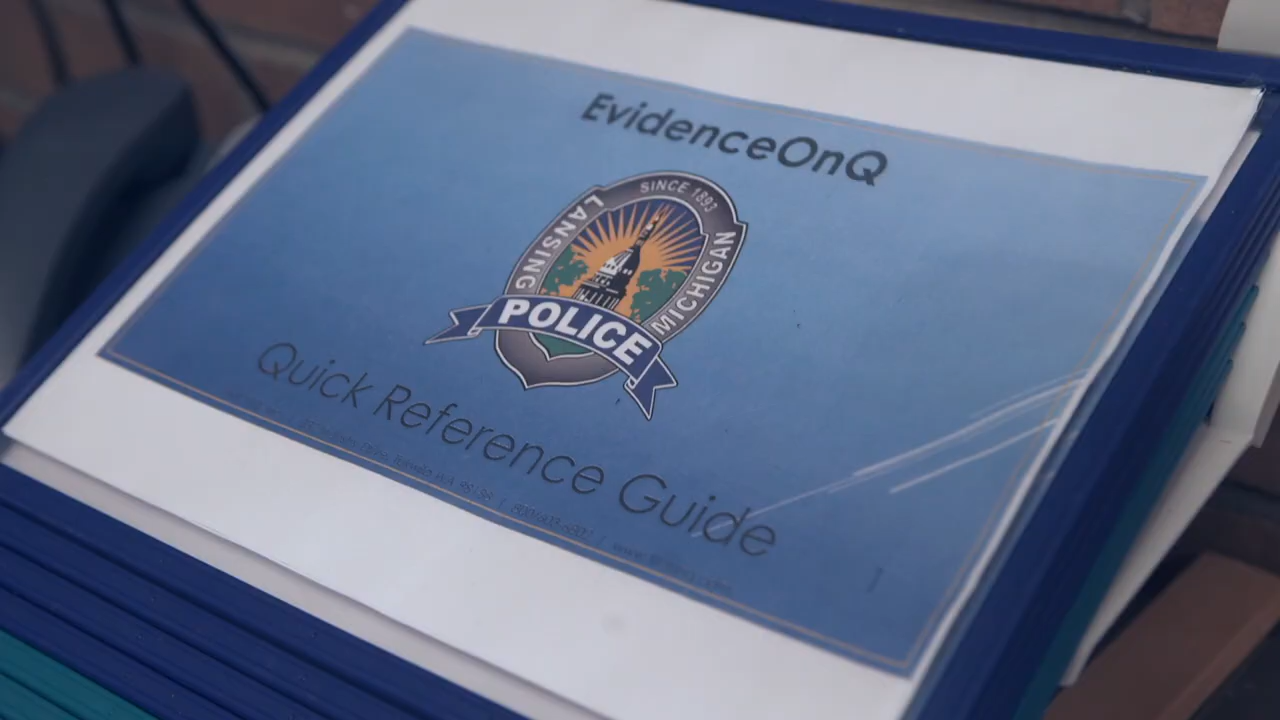 EvidenceOnQ
SINCE 1893
LANSING
MICHIGAN
POLICE
Quick Reference Guide